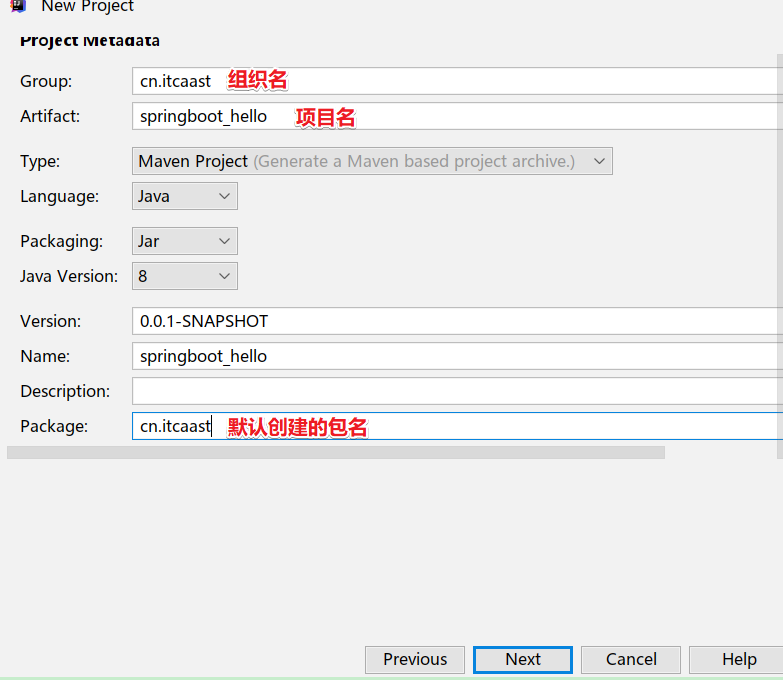 New Project
Project Metadata
Group: cn.itcaast 组织名
Artifact: springboot_hello 项目名
Type: Maven Project (Generate a Maven based project archive.)
Language: Java
Packaging: Jar
Java Version: 8
Version: 0.0.1-SNAPSHOT
Name: springboot_hello
Description:
Package: cn.itcaast 默认创建的包名
Previous Next Cancel Help